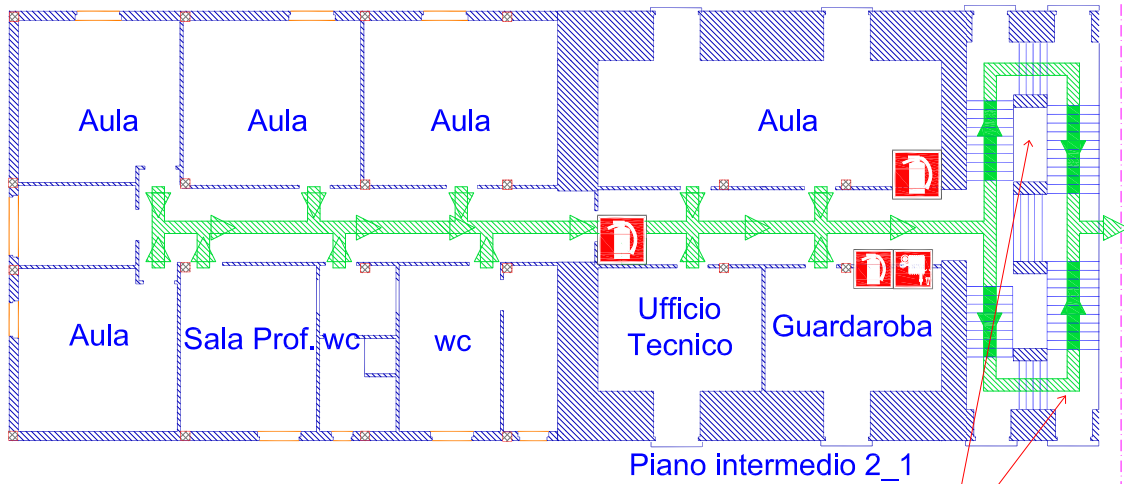 Aula
Aula
Aula
Aula
Aula
Sala Prof.
wc
wc
Ufficio
Tecnico
Guardaroba
Piano intermedio 2_1